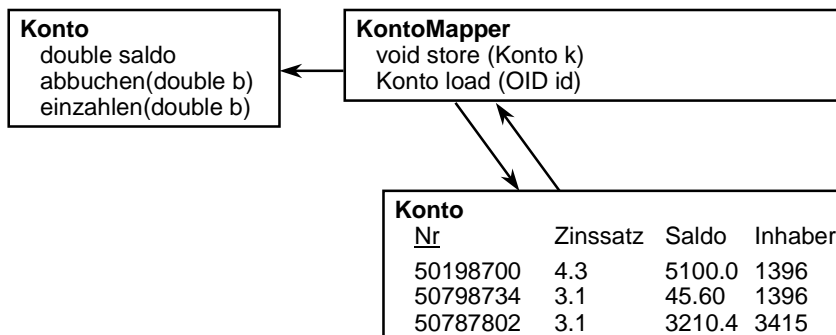 Konto
double saldo
abbuchen(double b)
einzahlen(double b)
KontoMapper
void store (Konto k)
Konto load (OID id)
Konto
Nr Zinssatz Saldo Inhaber
50198700 4.3 5100.0 1396
50798734 3.1 45.60 1396
50787802 3.1 3210.4 3415